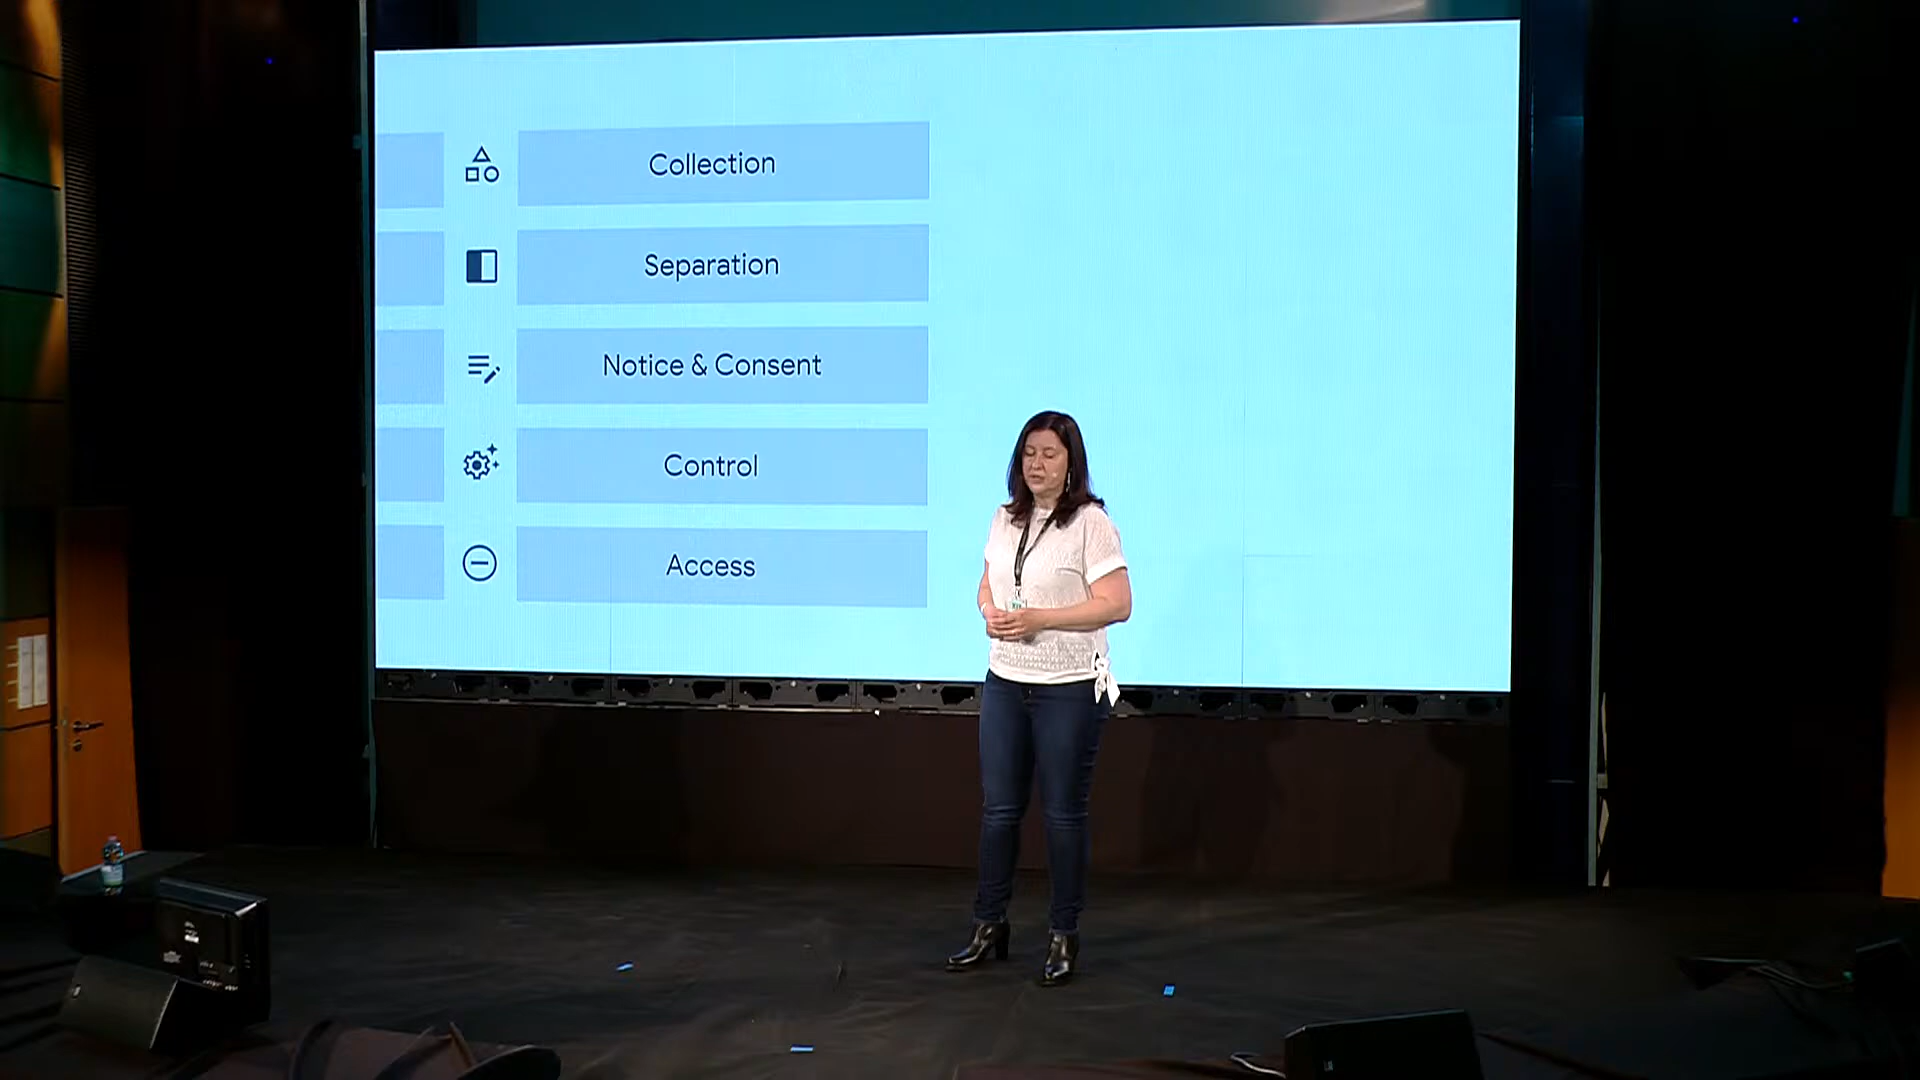 Collection
Separation
Notice & Consent
Control
Access